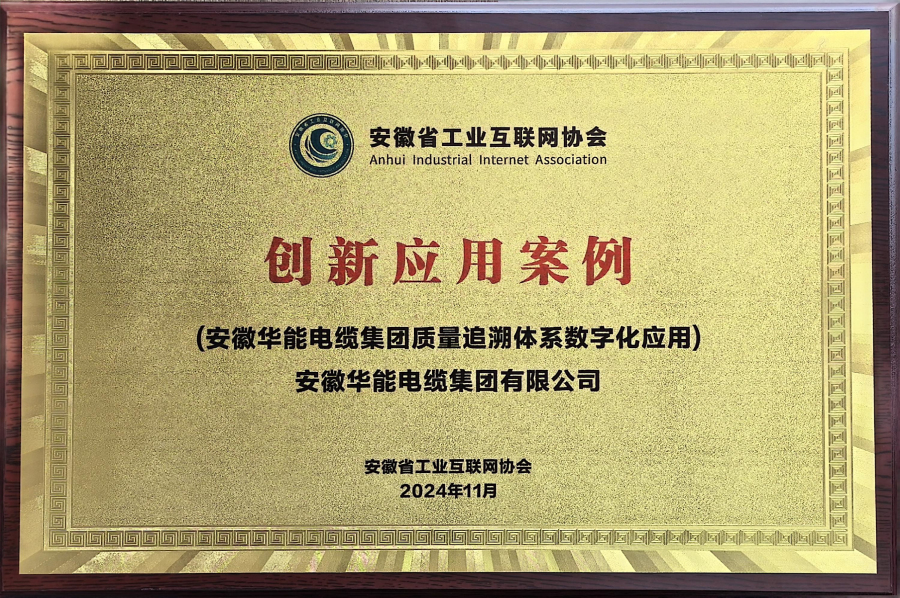 安徽省工业互联网协会
Anhui Industrial Internet Association
创新应用案例
(安徽华能电缆集团质量追溯体系数字化应用)
安徽华能电缆集团有限公司
安徽省工业互联网协会
2024年11月